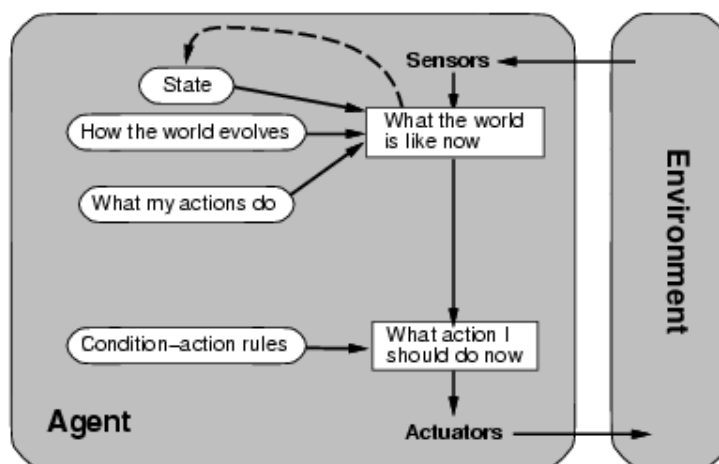 Sensors
State
What the world
is like now
How the world evolves
What my actions do
Environment
What action I
should do now
Condition–action rules
Agent
Actuators